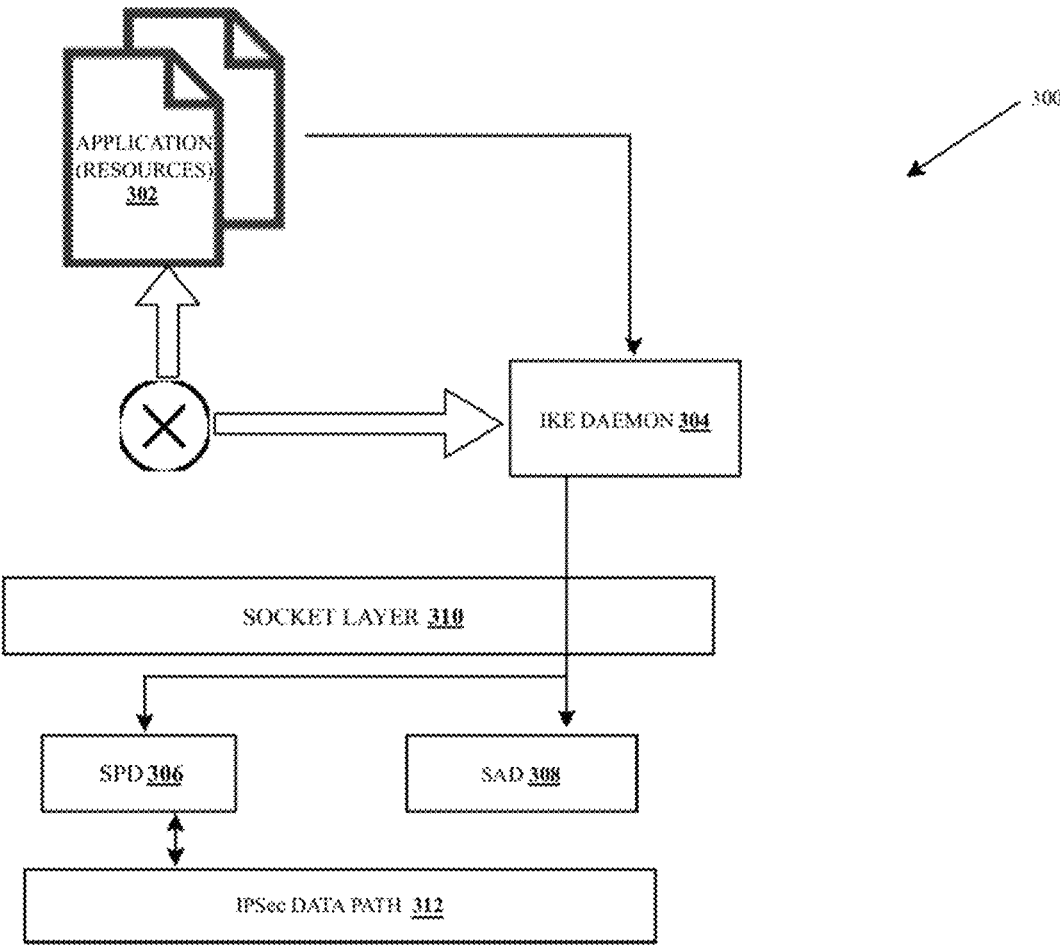 300
APPLICATION
(RESOURCES)
302
IKE DAEMON 304
SOCKET LAYER 310
SPD 306
SAD 308
IPSec DATA PATH 312